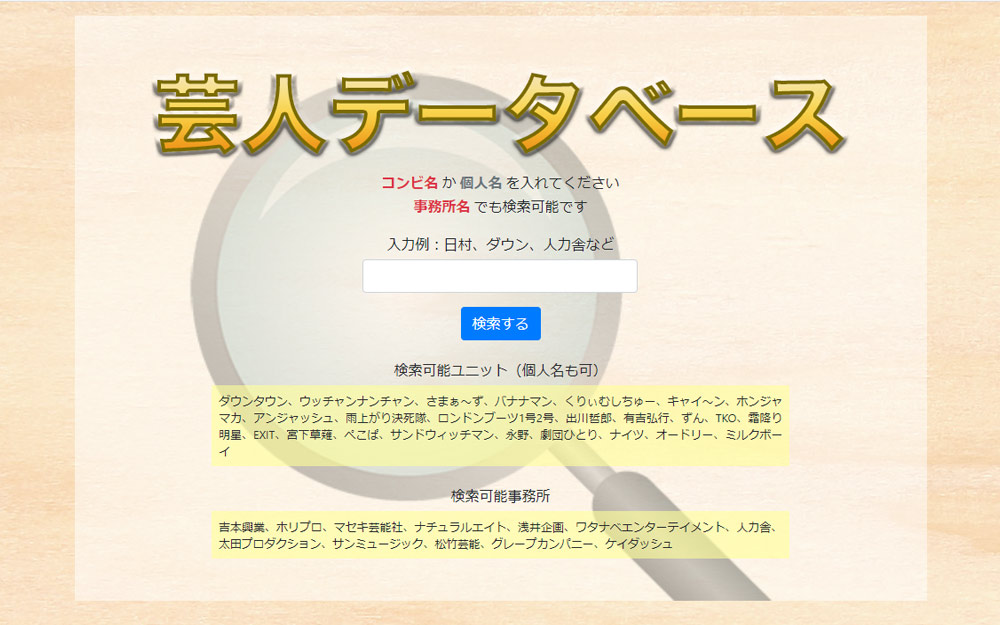 芸人データベース
コンビ名 か 個人名 を入れてください
事務所名 でも検索可能です
入力例：日村、ダウン、人力舎など
検索する
検索可能ユニット（個人名も可）
ダウンタウン、ウッチャンナンチャン、さまぁ～ず、バナナマン、くりぃむしちゅー、キャイ～ン、ホンジャ
マカ、アンジャッシュ、雨上がり決死隊、ロンドンブーツ1号2号、出川哲郎、有吉弘行、ずん、TKO、霜降り
明星、EXIT、宮下草薙、ぺこぱ、サンドウィッチマン、永野、劇団ひとり、ナイツ、オードリー、ミルクボー
イ
検索可能事務所
吉本興業、ホリプロ、マセキ芸能社、ナチュラルエイト、浅井企画、ワタナベエンターテイメント、人力舎、
太田プロダクション、サンミュージック、松竹芸能、グレープカンパニー、ケイダッシュ